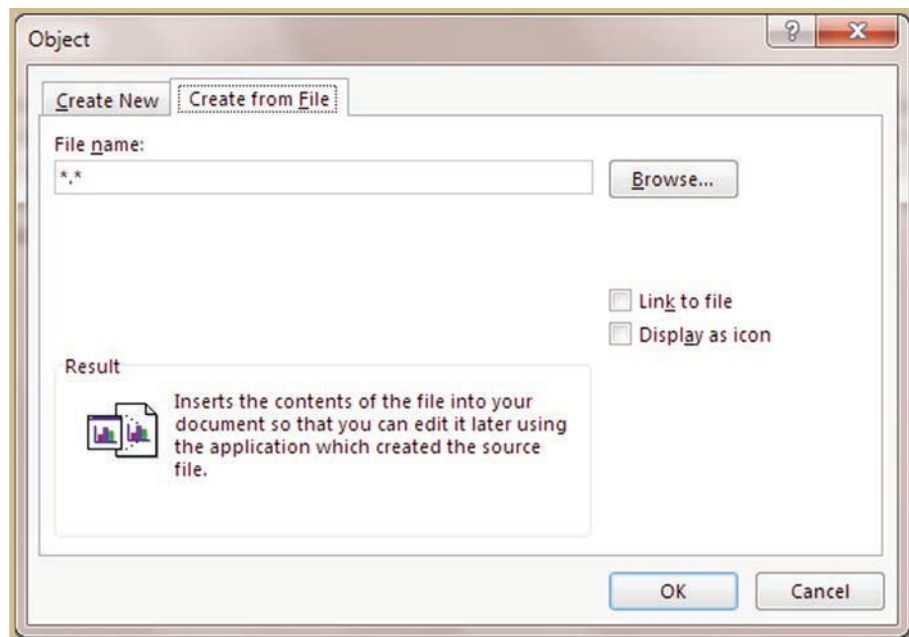 Object
?
Create New
Create from File
File name:
*.*
Browse...
Link to file
Display as icon
Result
Inserts the contents of the file into your
document so that you can edit it later using
the application which created the source
file.
OK
Cancel